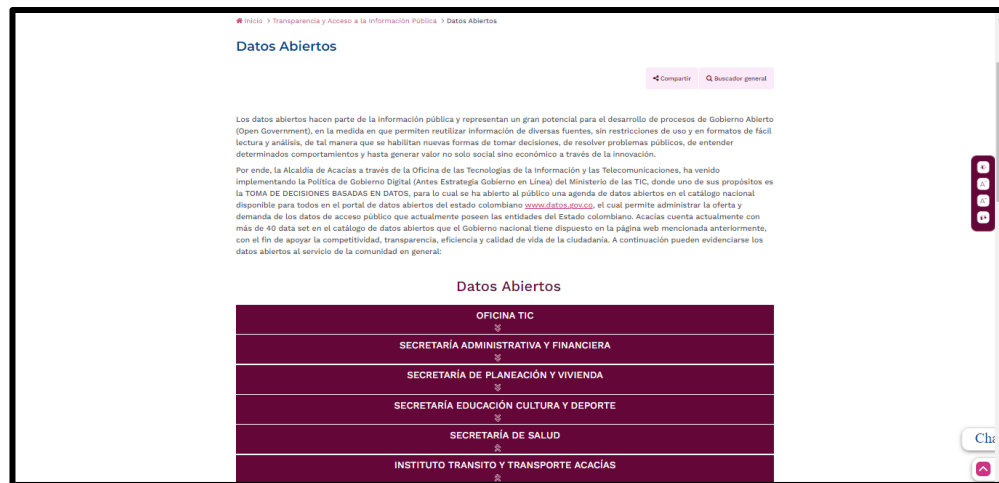 Inicio > Transparencia y Acceso a la Información Pública > Datos Abiertos
Datos Abiertos
Compartir
Buscador general
Los datos abiertos hacen parte de la información pública y representan un gran potencial para el desarrollo de procesos de Gobierno Abierto
(Open Government), en la medida en que permiten reutilizar información de diversas fuentes, sin restricciones de uso y en formatos de fácil
lectura y análisis, de tal manera que se habilitan nuevas formas de tomar decisiones, de resolver problemas públicos, de entender
determinados comportamientos y hasta generar valor no solo social sino económico a través de la innovación.
Por ende, la Alcaldía de Acacías a través de la Oficina de las Tecnologías de la Información y las Telecomunicaciones, ha venido
implementando la Política de Gobierno Digital (Antes Estrategia Gobierno en Línea) del Ministerio de las TIC, donde uno de sus propósitos es
la TOMA DE DECISIONES BASADAS EN DATOS, para lo cual se ha abierto al público una agenda de datos abiertos en el catálogo nacional
disponible para todos en el portal de datos abiertos del estado colombiano www.datos.gov.co, el cual permite administrar la oferta y
demanda de los datos de acceso público que actualmente poseen las entidades del Estado colombiano. Acacías cuenta actualmente con
más de 40 data set en el catálogo de datos abiertos que el Gobierno nacional tiene dispuesto en la página web mencionada anteriormente,
con el fin de apoyar la competitividad, transparencia, eficiencia y calidad de vida de la ciudadanía. A continuación pueden evidenciarse los
datos abiertos al servicio de la comunidad en general:
Datos Abiertos
OFICINA TIC
SECRETARÍA ADMINISTRATIVA Y FINANCIERA
SECRETARÍA DE PLANEACIÓN Y VIVIENDA
SECRETARÍA EDUCACIÓN CULTURA Y DEPORTE
SECRETARÍA DE SALUD
INSTITUTO TRANSITO Y TRANSPORTE ACACÍAS
A-
A+
Cha